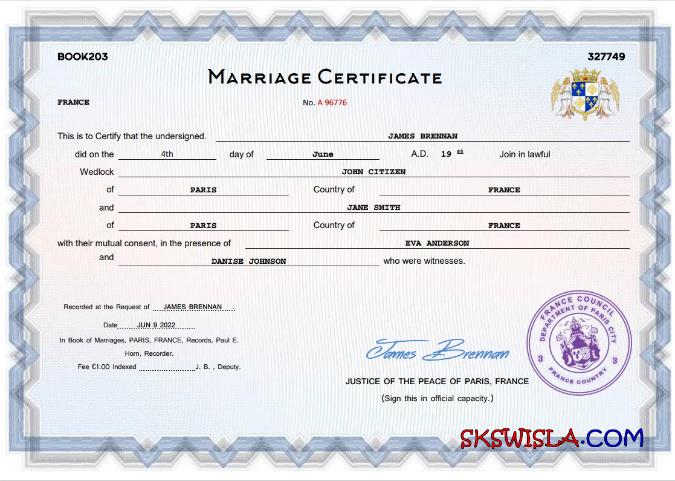 BOOK203 327749
MARRIAGE CERTIFICATE
FRANCE No. A 96776
This is to Certify that the undersigned. JAMES BRENNAN
did on the 4th day of June A.D. 19 Join in lawful
Wedlock JOHN CITIZEN
of PARIS Country of FRANCE
and JANE SMITH
of PARIS Country of FRANCE
with their mutual consent, in the presence of EVA ANDERSON
and DANISE JOHNSON who were witnesses.
Recorded at the Request of JAMES BRENNAN
Date JUN 9 2022
In Book of Marriages, PARIS, FRANCE, Records, Paul E.
Horn, Recorder.
Fee €1.00 Indexed J. B. , Deputy.
James Brennan
JUSTICE OF THE PEACE OF PARIS, FRANCE
(Sign this in official capacity.)
FRANCE COUNCIL
DEPARTMENT OF PARIS CITY
3 3
FRANCE COUNTRY
SKSWISLA.COM